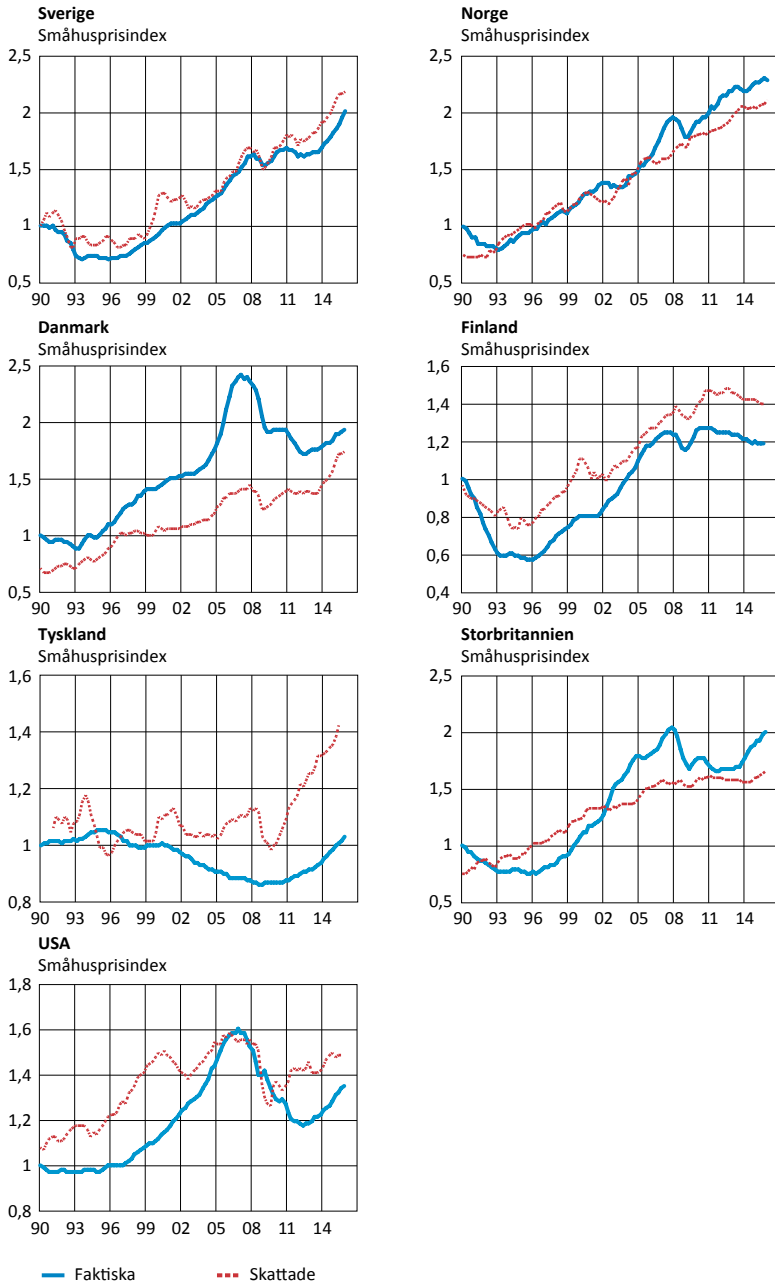 Sverige
Småhusprisindex
2,5
2
1,5
1
0,5
90 93 96 99 02 05 08 11 14
Norge
Småhusprisindex
2,5
2
1,5
1
0,5
90 93 96 99 02 05 08 11 14
Danmark
Småhusprisindex
2,5
2
1,5
1
0,5
90 93 96 99 02 05 08 11 14
Finland
Småhusprisindex
1,6
1,4
1,2
1
0,8
0,6
0,4
90 93 96 99 02 05 08 11 14
Tyskland
Småhusprisindex
1,6
1,4
1,2
1
0,8
90 93 96 99 02 05 08 11 14
Storbritannien
Småhusprisindex
2,5
2
1,5
1
0,5
90 93 96 99 02 05 08 11 14
USA
Småhusprisindex
1,8
1,6
1,4
1,2
1
0,8
90 93 96 99 02 05 08 11 14
Faktiska Skattade